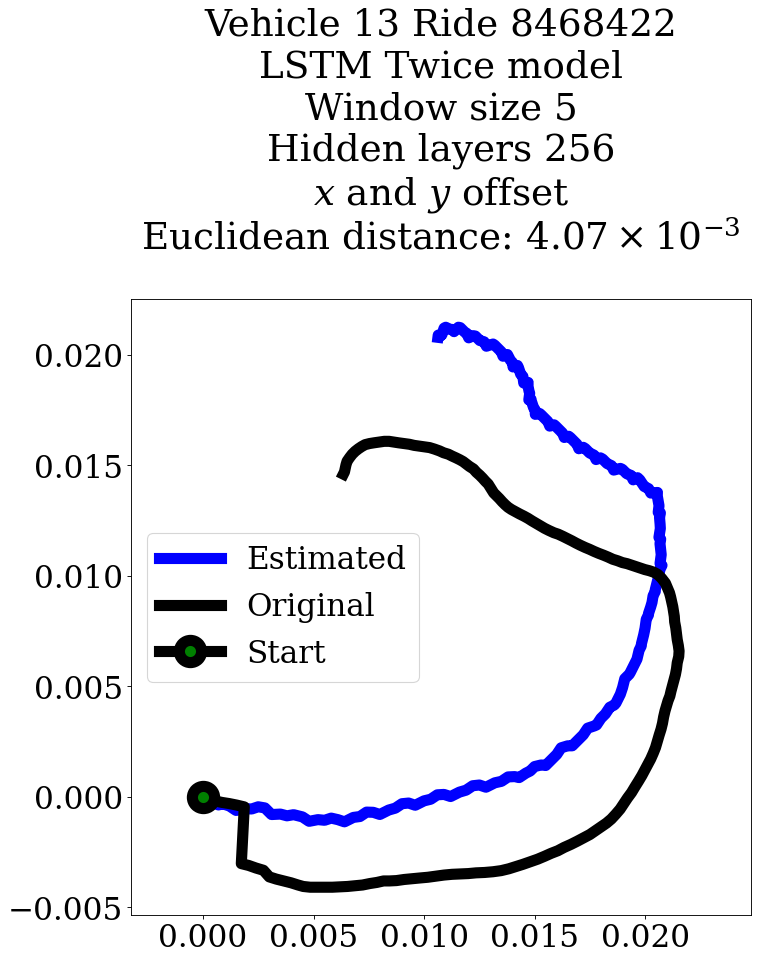 Vehicle 13 Ride 8468422
LSTM Twice model
Window size 5
Hidden layers 256
x and y offset
Euclidean distance: 4.07 × 10⁻³
0.020
0.015
0.010
0.005
0.000
−0.005
Estimated
Original
Start
0.000 0.005 0.010 0.015 0.020